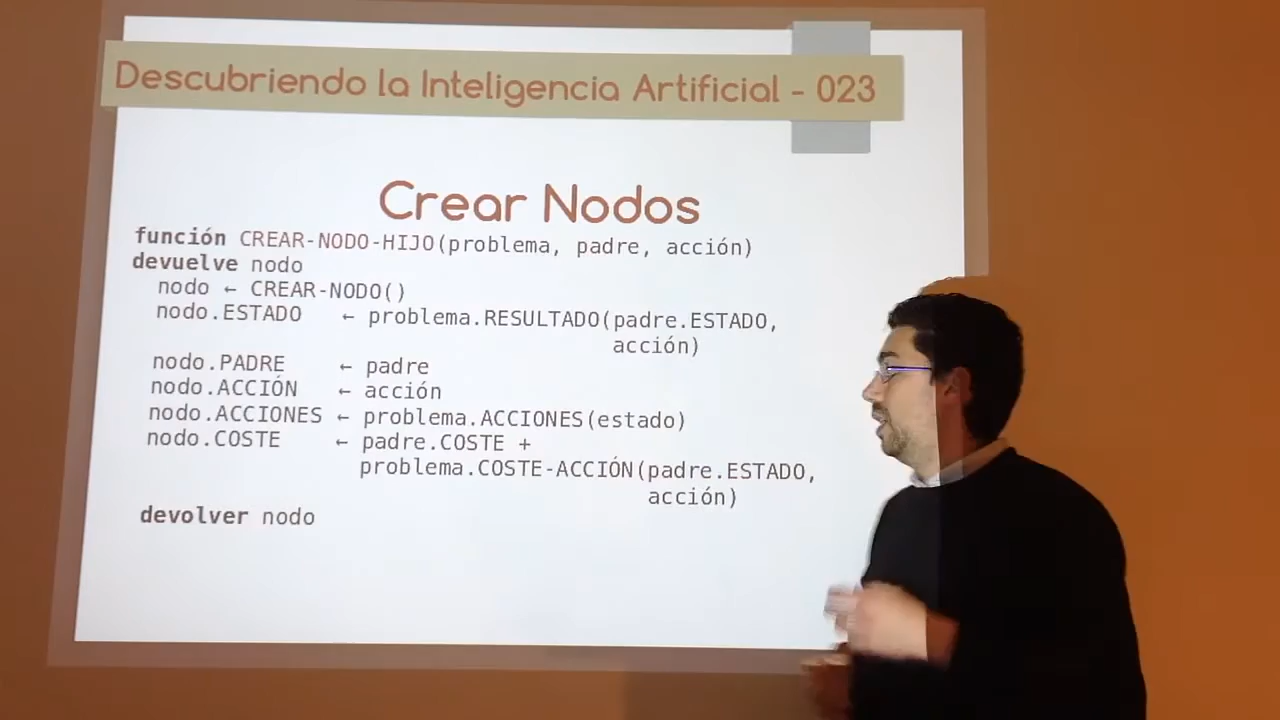 Descubriendo la Inteligencia Artificial - 023
Crear Nodos
función CREAR-NODO-HIJO(problema, padre, acción)
devuelve nodo
nodo ← CREAR-NODO()
nodo.ESTADO ← problema.RESULTADO(padre.ESTADO,
acción)
nodo.PADRE ← padre
nodo.ACCIÓN ← acción
nodo.ACCIONES ← problema.ACCIONES(estado)
nodo.COSTE ← padre.COSTE +
problema.COSTE-ACCIÓN(padre.ESTADO,
acción)
devolver nodo